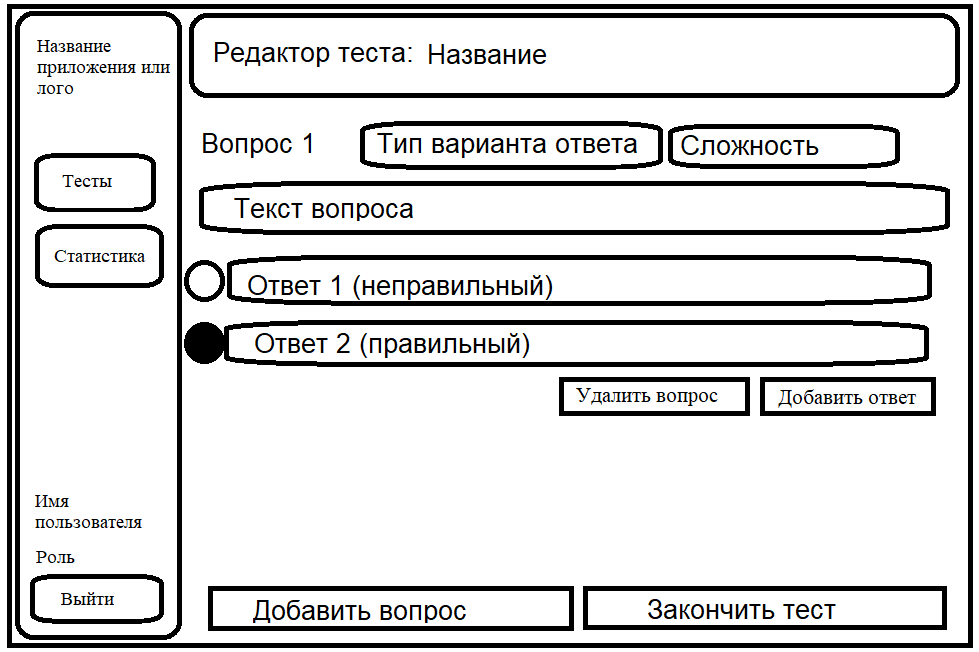 Название
приложения или
лого
Тесты
Статистика
Имя
пользователя
Роль
Выйти
Редактор теста: Название
Вопрос 1 Тип варианта ответа Сложность
Текст вопроса
Ответ 1 (неправильный)
Ответ 2 (правильный)
Удалить вопрос Добавить ответ
Добавить вопрос Закончить тест